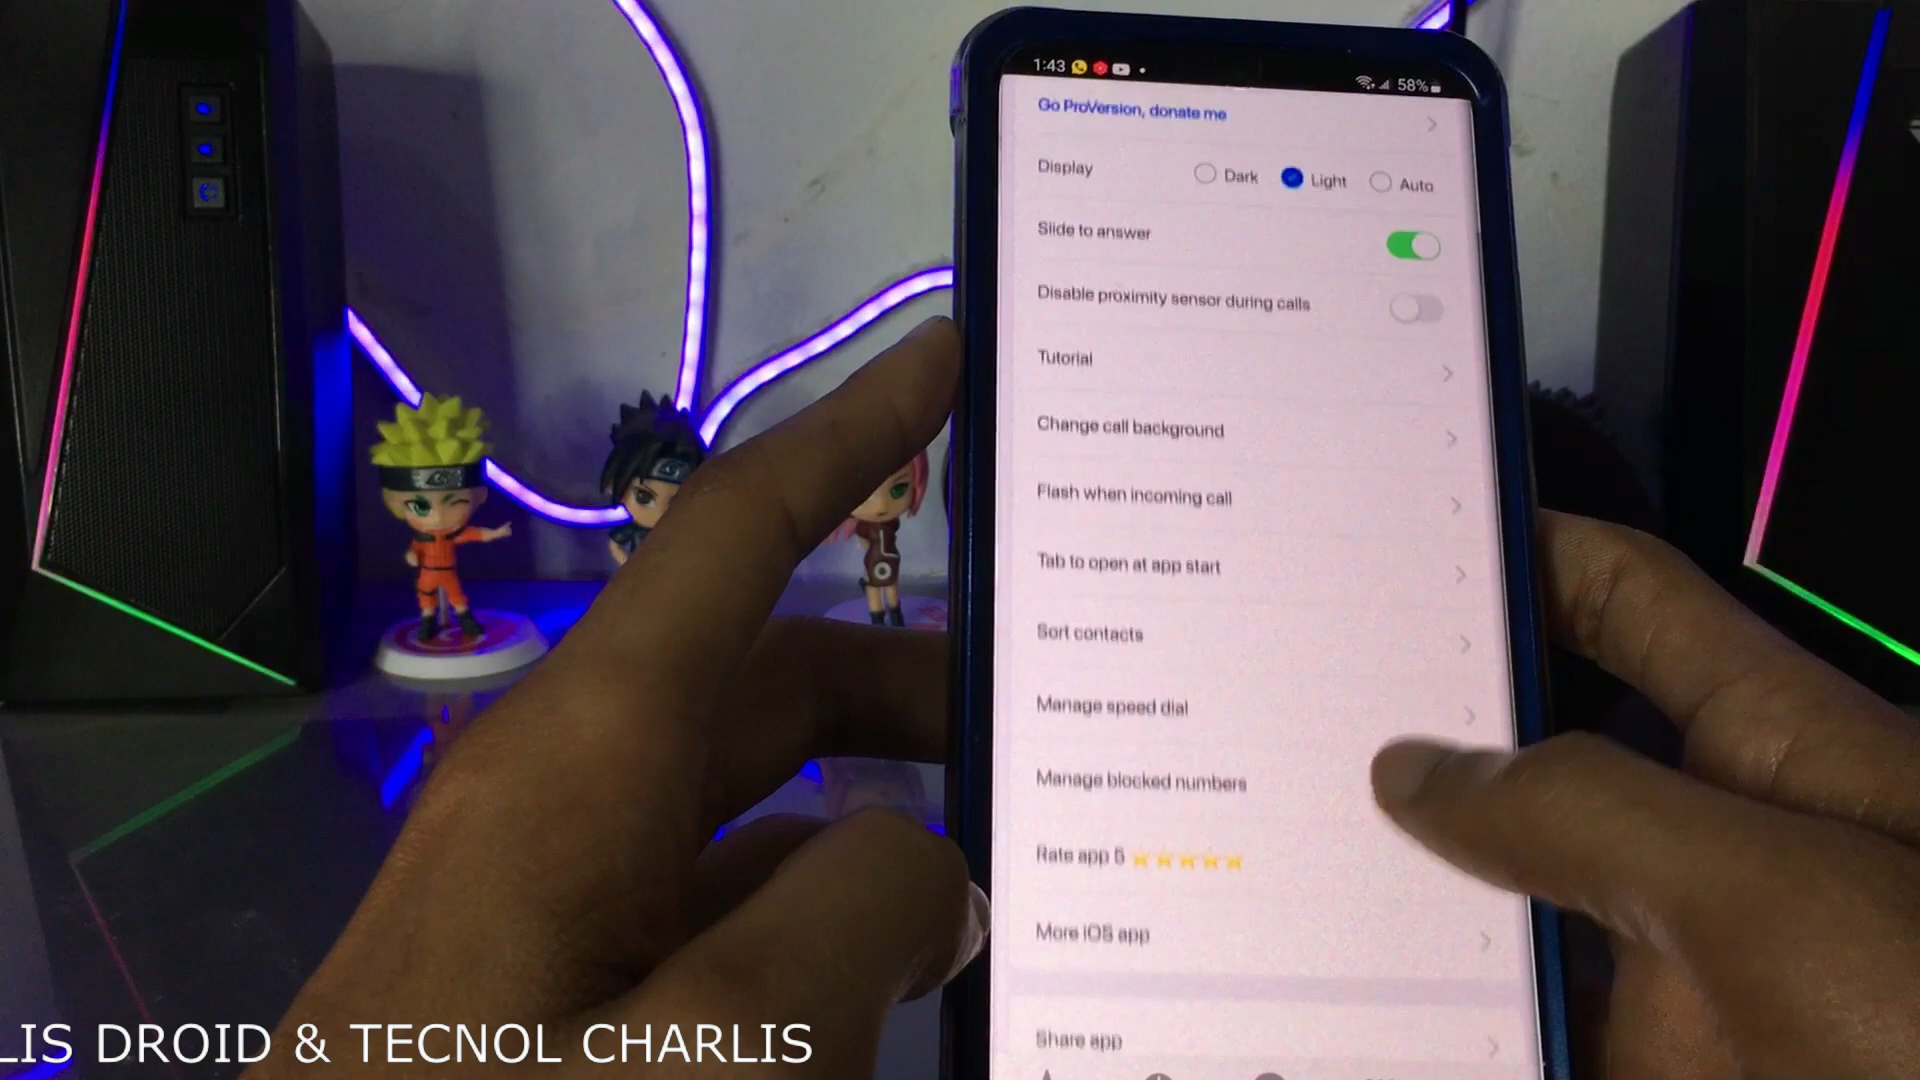 1:43 58%
Go ProVersion, donate me
Display Dark Light Auto
Slide to answer
Disable proximity sensor during calls
Tutorial
Change call background
Flash when incoming call
Tab to open at app start
Sort contacts
Manage speed dial
Manage blocked numbers
Rate app 5
More iOS app
Share app
LIS DROID & TECNOL CHARLIS